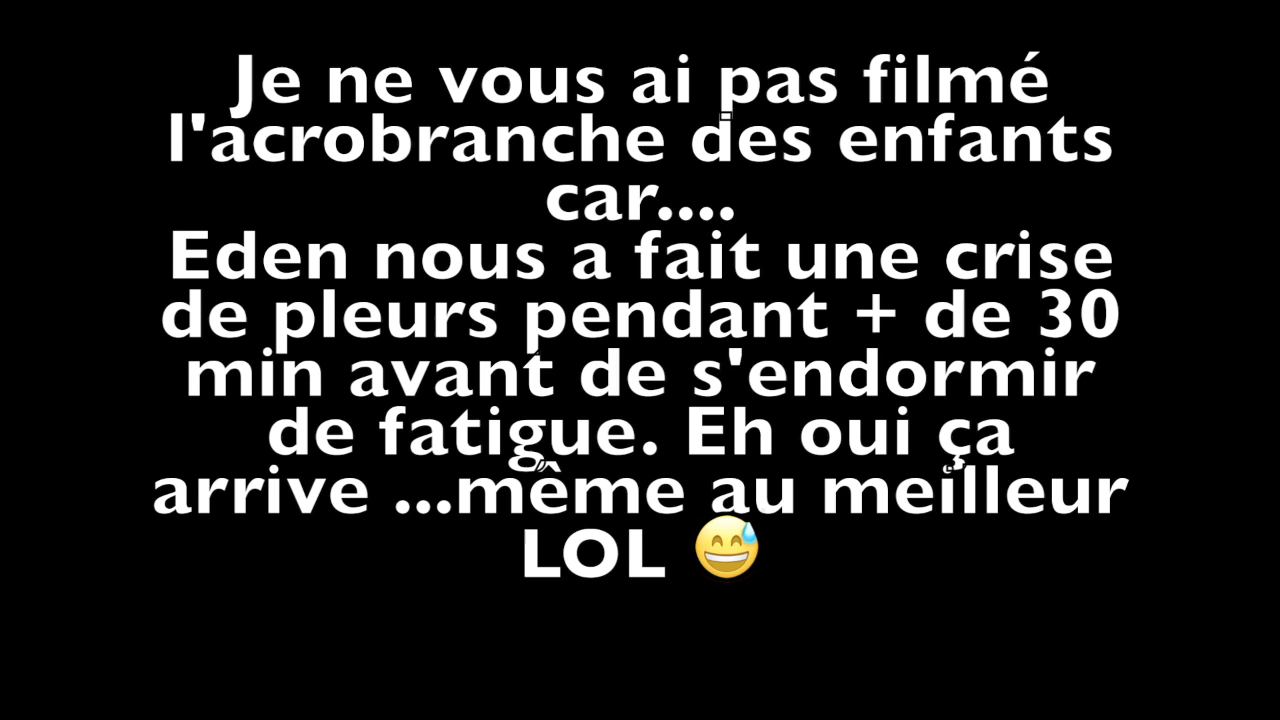 Je ne vous ai pas filmé
l'acrobranche des enfants
car....
Eden nous a fait une crise
de pleurs pendant + de 30
min avant de s'endormir
de fatigue. Eh oui ça
arrive ...même au meilleur
LOL 😅